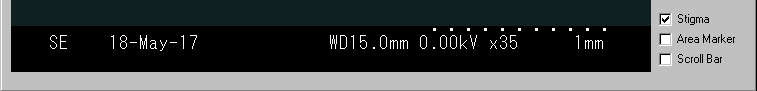 SE 18-May-17 WD15.0mm 0.00kV x35 1mm
Stigma
Area Marker
Scroll Bar